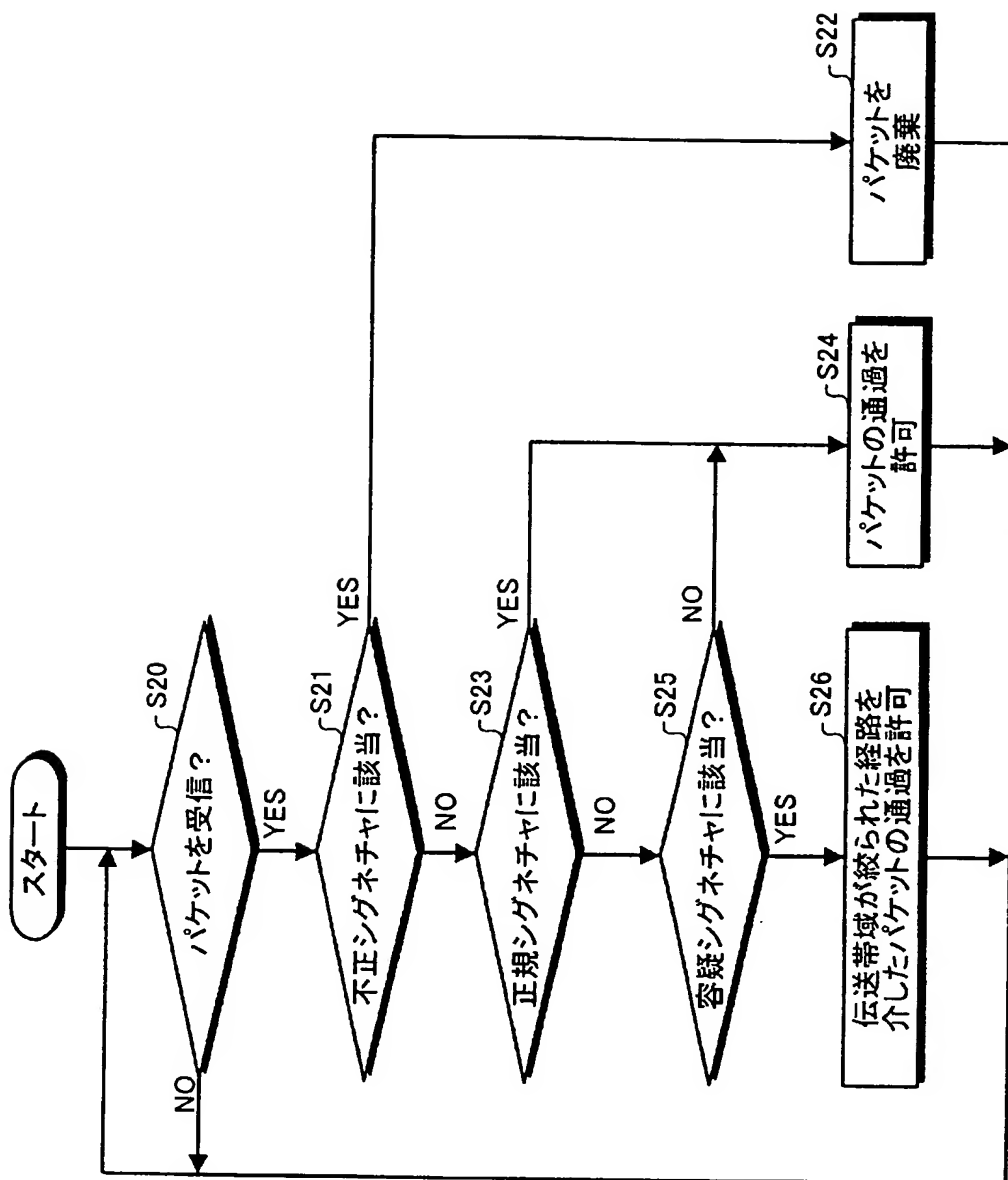 スタート
S20
パケットを受信?
NO
YES
S21
不正シグネチャに該当?
YES
NO
S23
正規シグネチャに該当?
YES
NO
S25
容疑シグネチャに該当?
NO
YES
S26
伝送帯域が絞られた経路を
介したパケットの通過を許可
S24
パケットの通過を
許可
S22
パケットを
廃棄